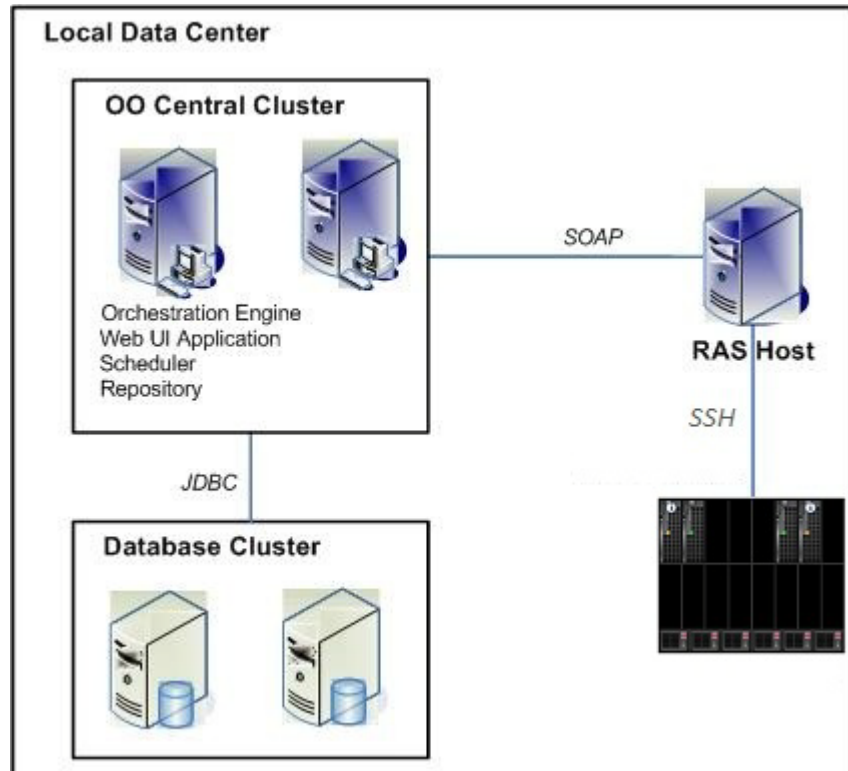 Local Data Center
OO Central Cluster
Orchestration Engine
Web UI Application
Scheduler
Repository
SOAP
RAS Host
SSH
JDBC
Database Cluster